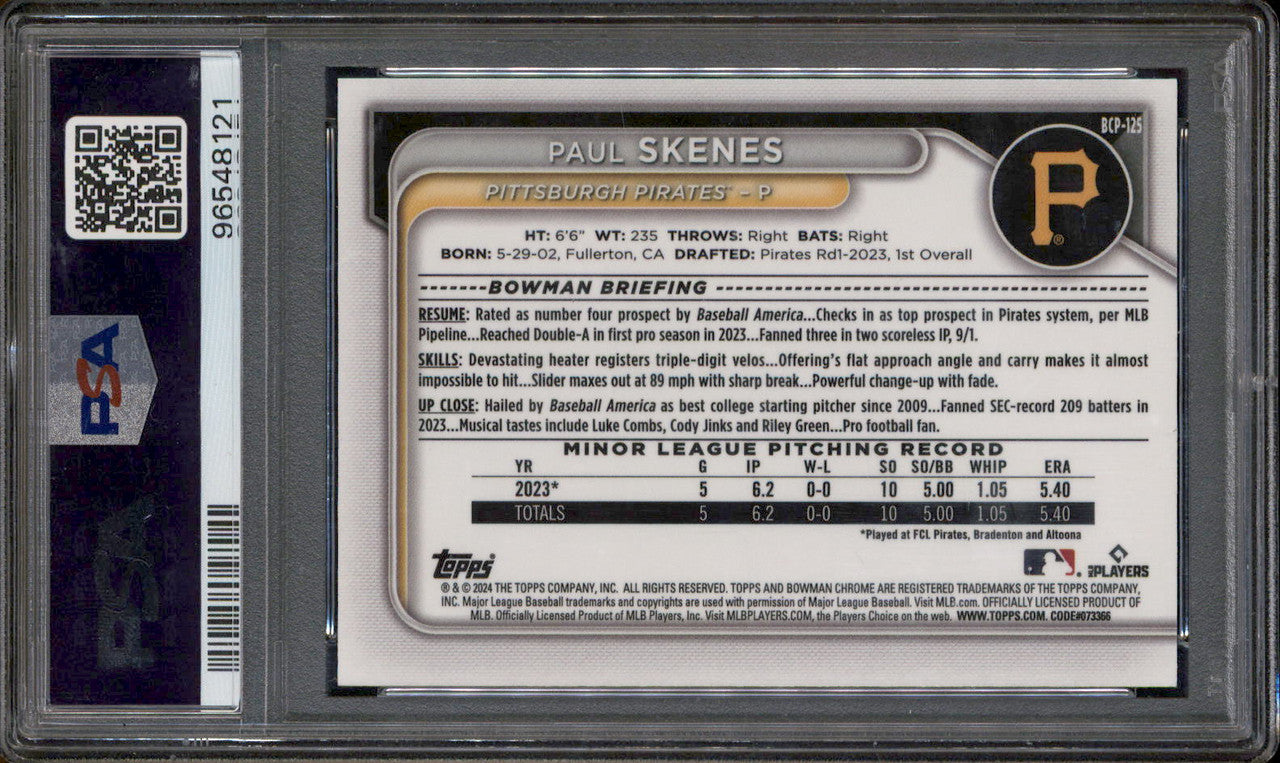 96548121
PSA
PSA
BCP-125
PAUL SKENES
PITTSBURGH PIRATES™ – P
P®
HT: 6'6" WT: 235 THROWS: Right BATS: Right
BORN: 5-29-02, Fullerton, CA DRAFTED: Pirates Rd1-2023, 1st Overall
-------BOWMAN BRIEFING -------
RESUME: Rated as number four prospect by Baseball America...Checks in as top prospect in Pirates system, per MLB
Pipeline...Reached Double-A in first pro season in 2023...Fanned three in two scoreless IP, 9/1.
SKILLS: Devastating heater registers triple-digit velos...Offering's flat approach angle and carry makes it almost
impossible to hit...Slider maxes out at 89 mph with sharp break...Powerful change-up with fade.
UP CLOSE: Hailed by Baseball America as best college starting pitcher since 2009...Fanned SEC-record 209 batters in
2023...Musical tastes include Luke Combs, Cody Jinks and Riley Green...Pro football fan.
MINOR LEAGUE PITCHING RECORD
YR G IP W-L SO SO/BB WHIP ERA
2023* 5 6.2 0-0 10 5.00 1.05 5.40
TOTALS 5 6.2 0-0 10 5.00 1.05 5.40
*Played at FCL Pirates, Bradenton and Altoona
Topps
PLAYERS
® & © 2024 THE TOPPS COMPANY, INC. ALL RIGHTS RESERVED. TOPPS AND BOWMAN CHROME ARE REGISTERED TRADEMARKS OF THE TOPPS COMPANY,
INC. Major League Baseball trademarks and copyrights are used with permission of Major League Baseball. Visit MLB.com. OFFICIALLY LICENSED PRODUCT OF
MLB. Officially Licensed Product of MLB Players, Inc. Visit MLBPLAYERS.COM, the Players Choice on the web. WWW.TOPPS.COM. CODE#073366